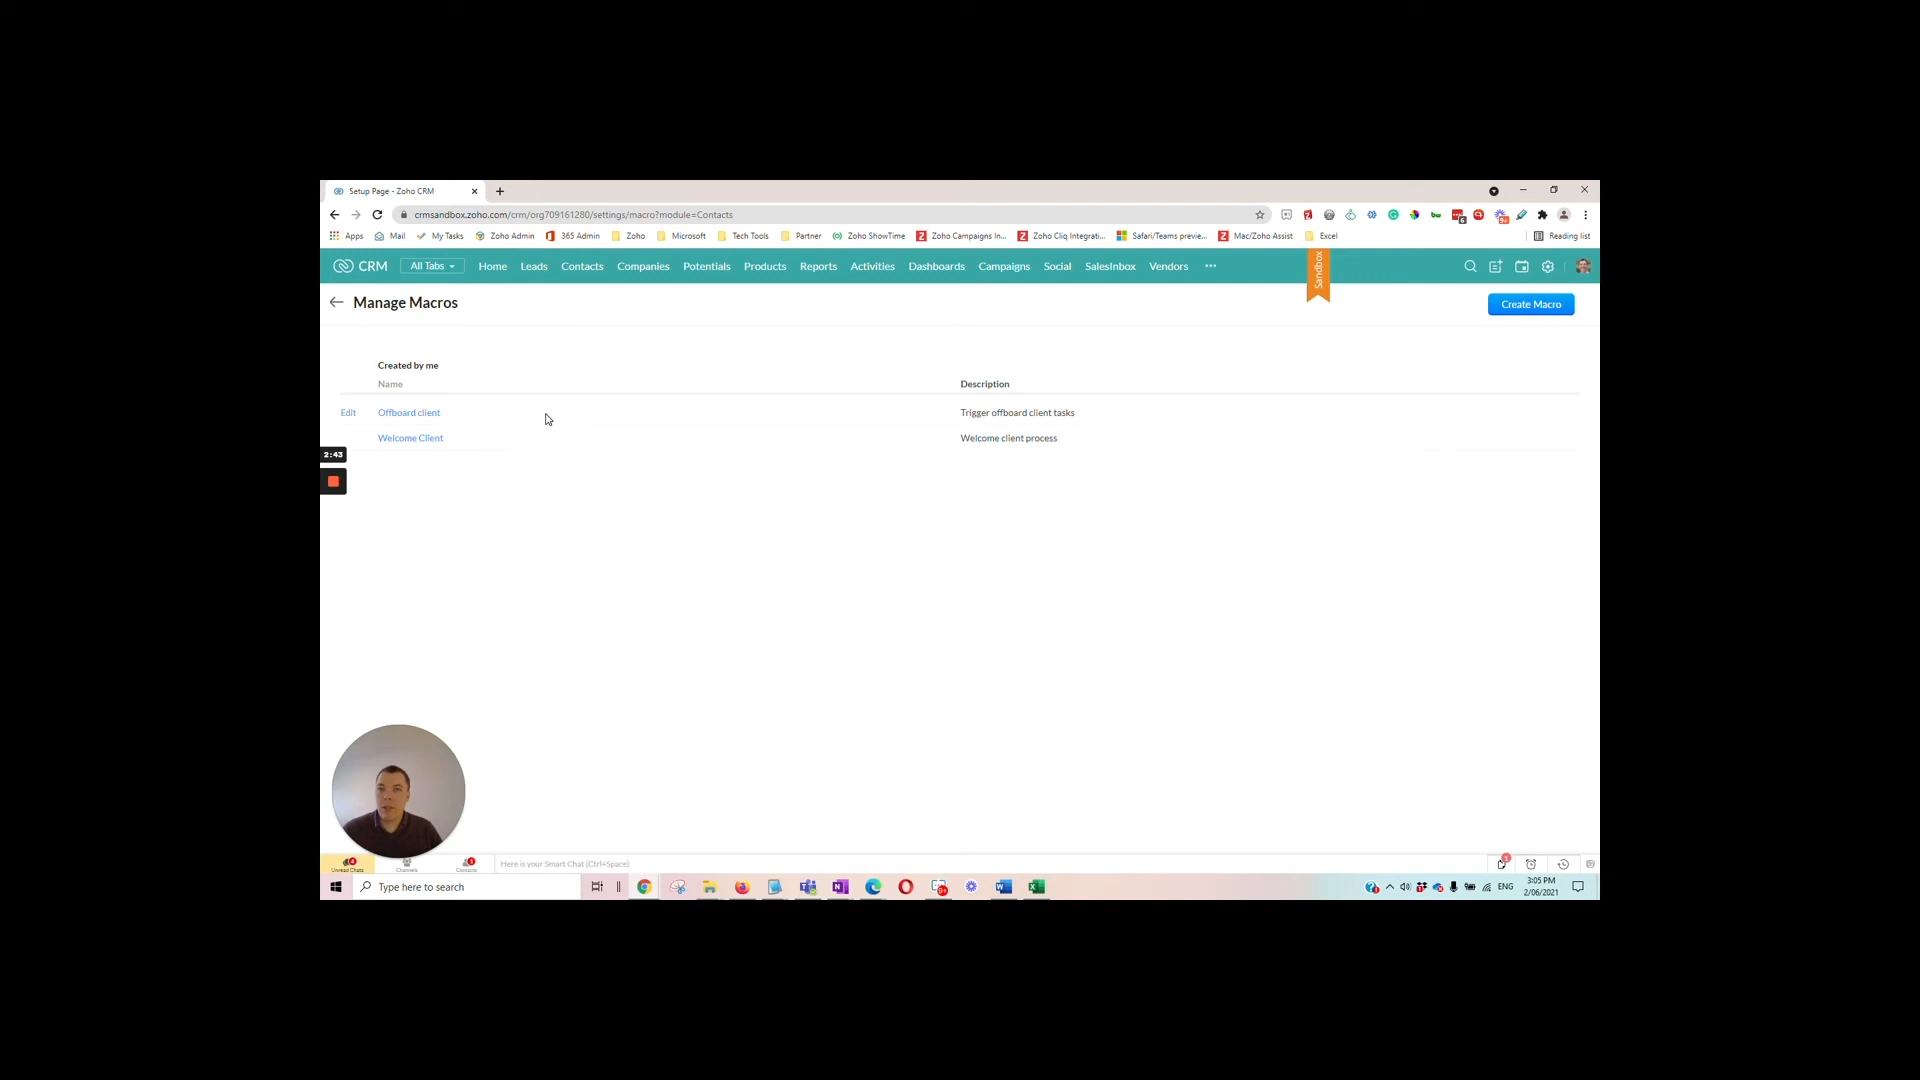 Setup Page - Zoho CRM
crmsandbox.zoho.com/crm/org709161280/settings/macro?module=Contacts
Apps Mail My Tasks Zoho Admin 365 Admin Zoho Microsoft Tech Tools Partner Zoho ShowTime Zoho Campaigns In... Zoho Cliq Integrati... Safari/Teams previe... Mac/Zoho Assist Excel Reading list
CRM All Tabs Home Leads Contacts Companies Potentials Products Reports Activities Dashboards Campaigns Social SalesInbox Vendors ...
Sandbox
Manage Macros
Create Macro
Created by me
Name Description
Edit Offboard client Trigger offboard client tasks
Welcome Client Welcome client process
2:43
Unread Chats Channels Contacts Here is your Smart Chat (Ctrl+Space)
Type here to search
ENG
3:05 PM
2/06/2021